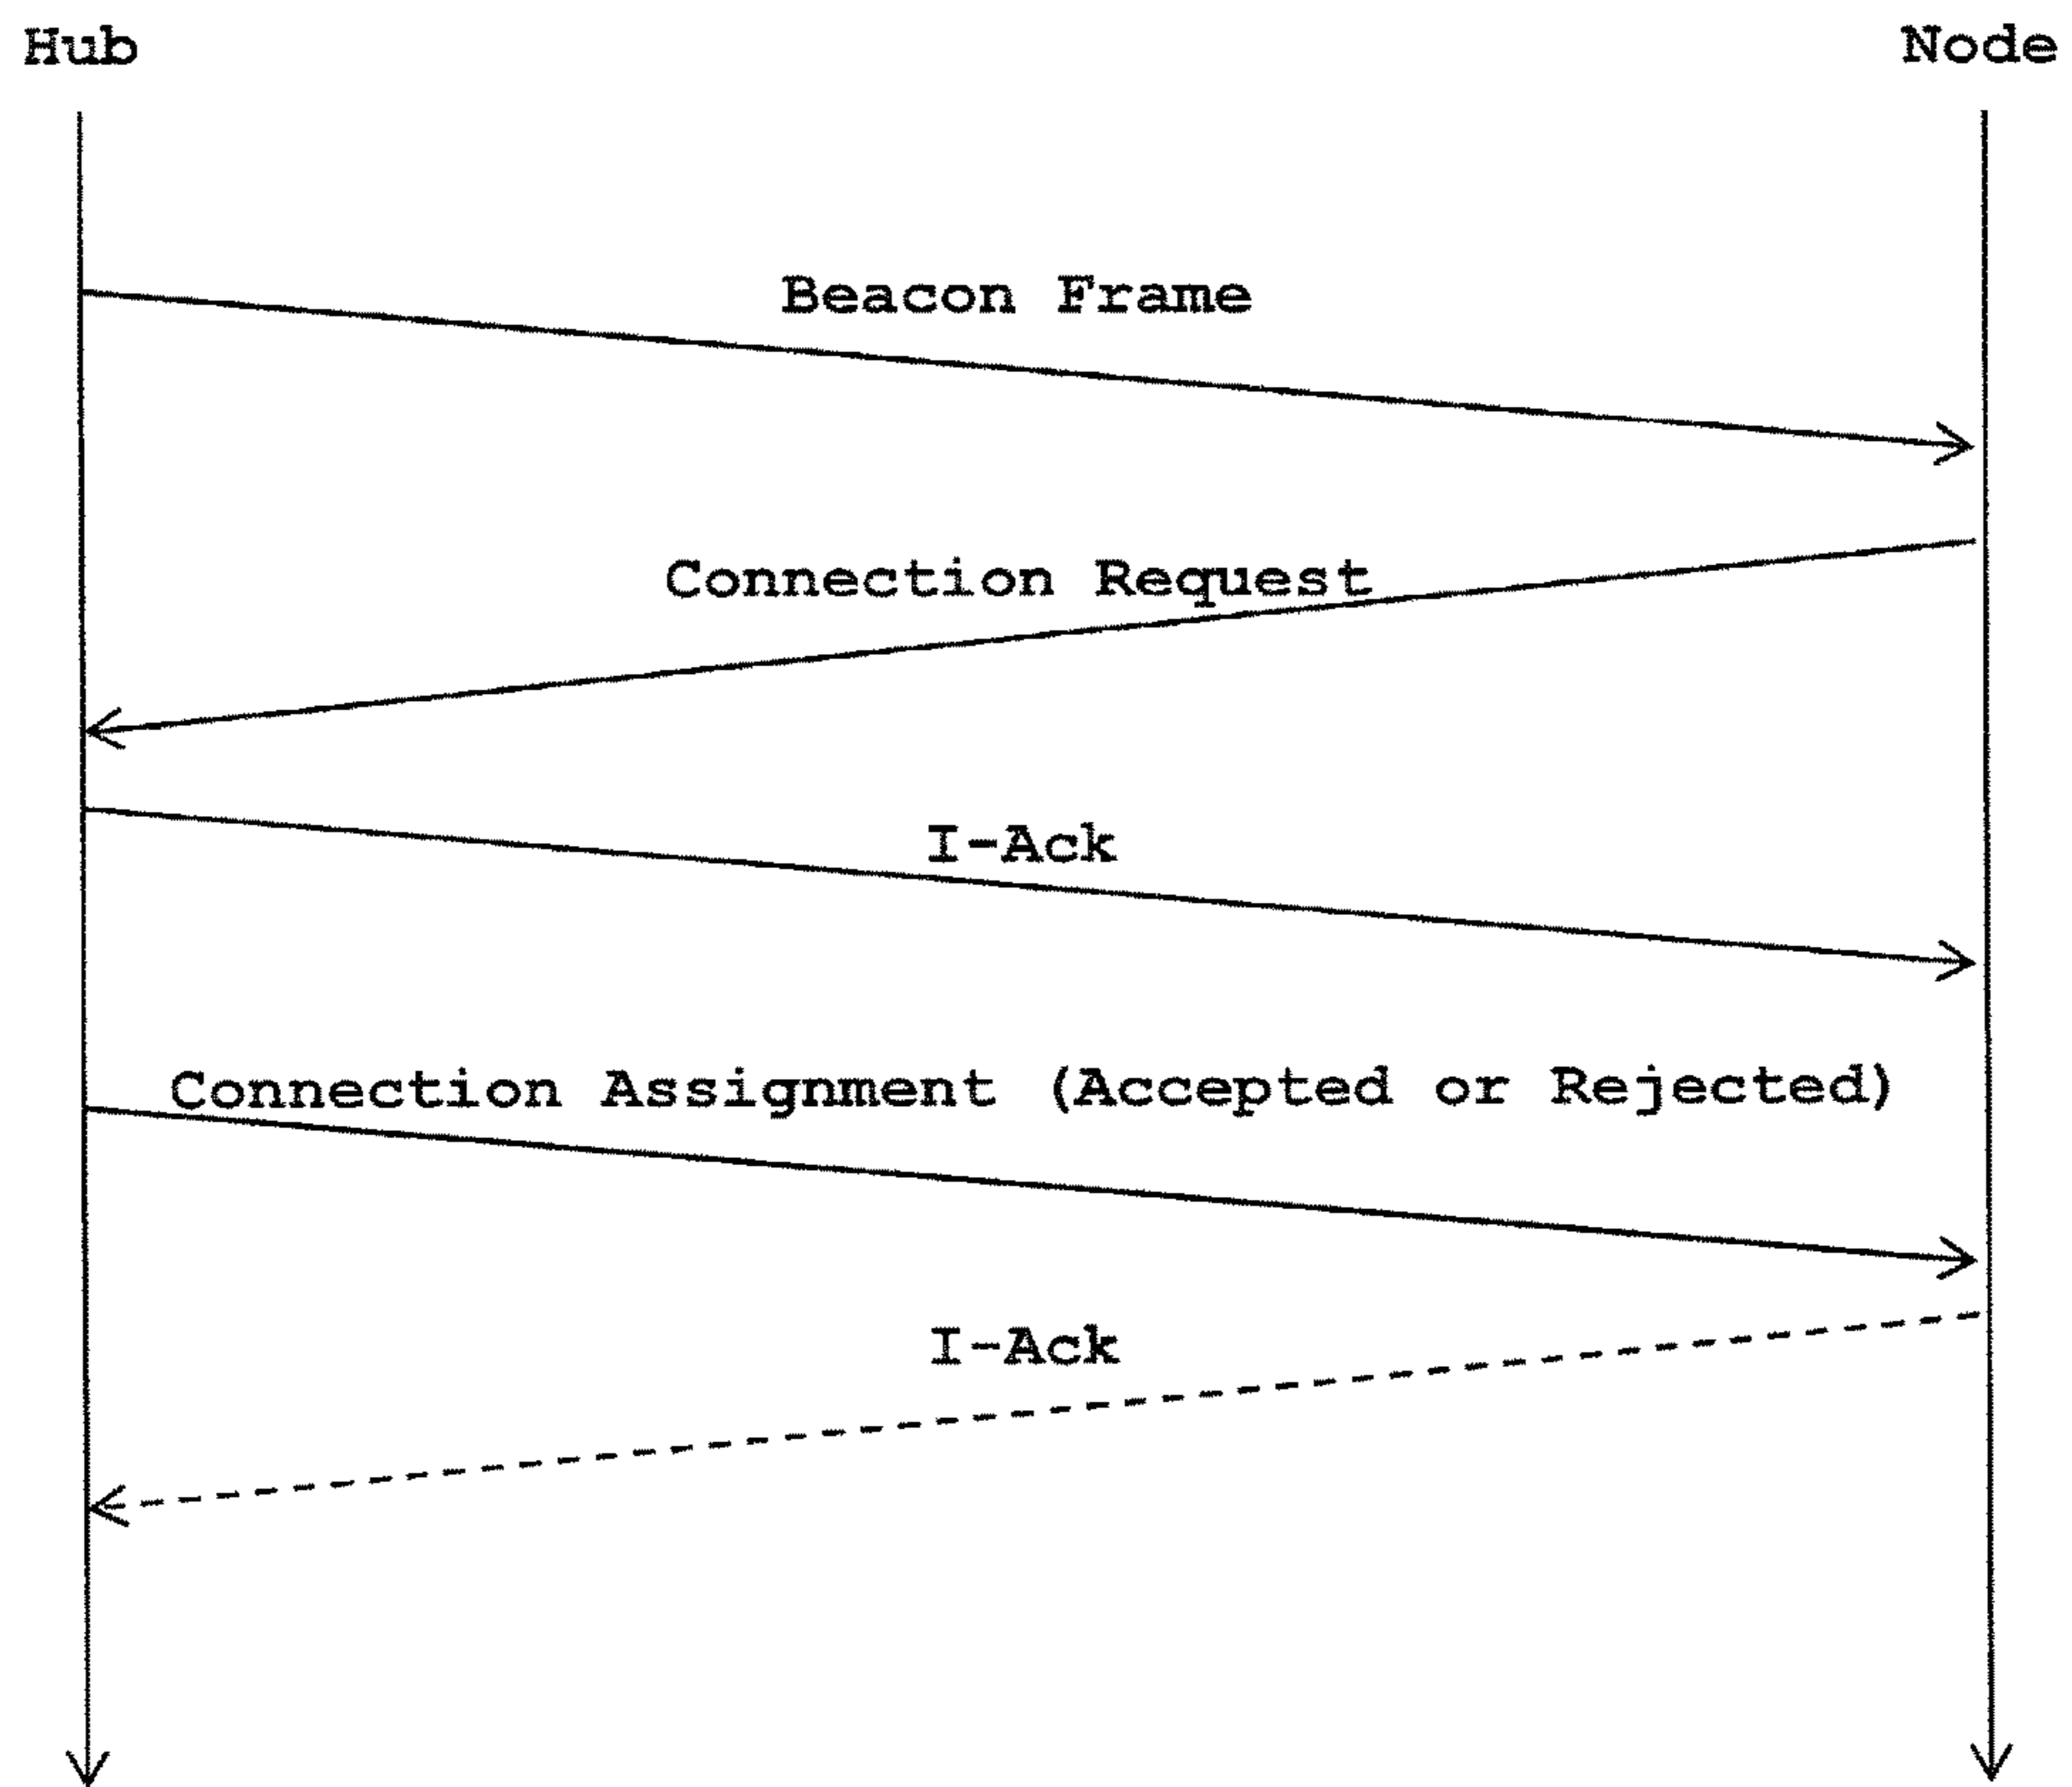 Hub
Node
Beacon Frame
Connection Request
I-Ack
Connection Assignment (Accepted or Rejected)
I-Ack